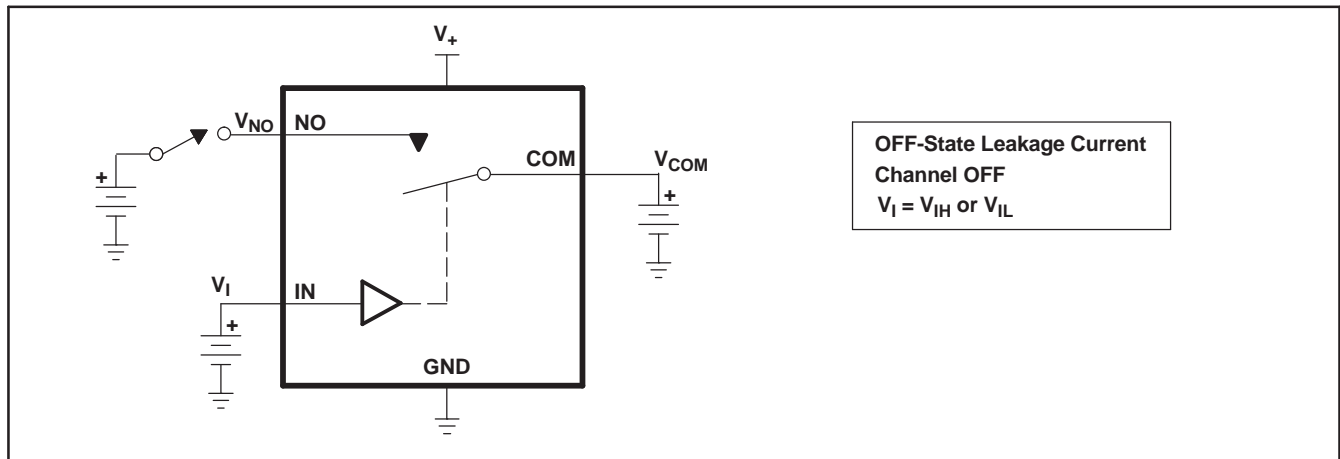 V+
VNO NO
COM VCOM
+
+
VI IN
+
GND
OFF-State Leakage Current
Channel OFF
VI = VIH or VIL